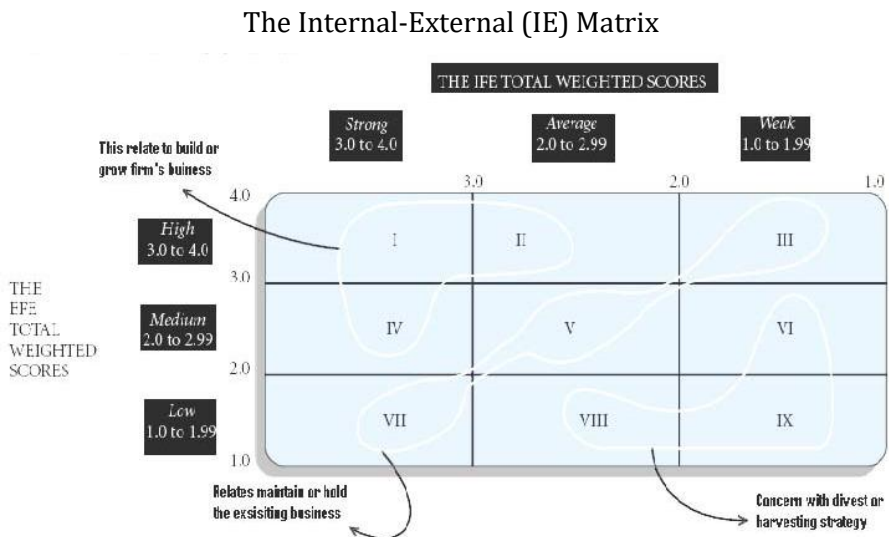 The Internal-External (IE) Matrix
THE IFE TOTAL WEIGHTED SCORES
Strong
3.0 to 4.0
Average
2.0 to 2.99
Weak
1.0 to 1.99
This relate to build or
grow firm's buiness
4.0
3.0
2.0
1.0
High
3.0 to 4.0
I
II
III
3.0
THE
EFE
TOTAL
WEIGHTED
SCORES
Medium
2.0 to 2.99
IV
V
VI
2.0
Low
1.0 to 1.99
VII
VIII
IX
1.0
Relates maintain or hold
the exsisiting business
Concern with divest or
harvesting strategy